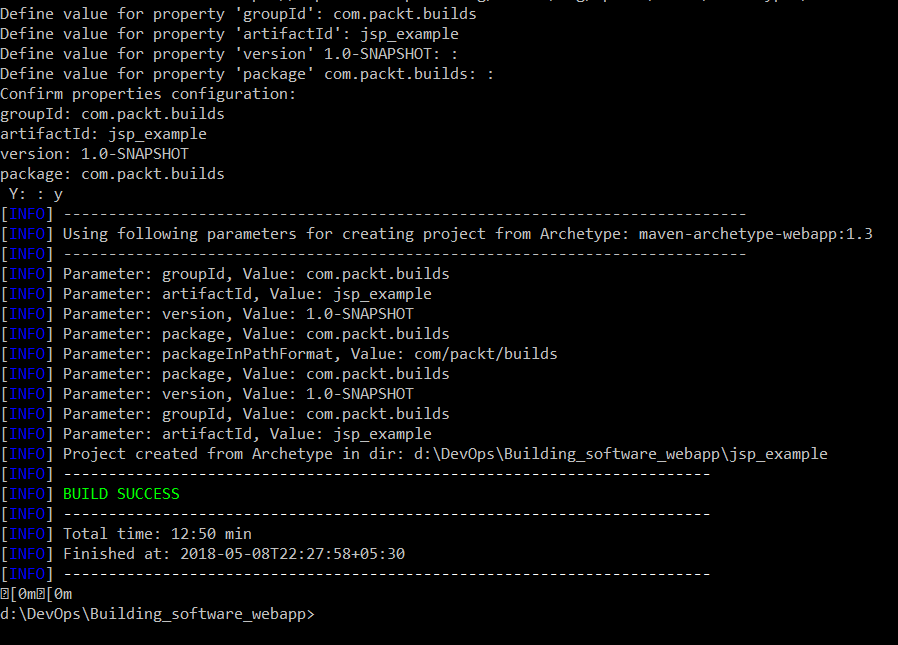 Define value for property 'groupId': com.packt.builds
Define value for property 'artifactId': jsp_example
Define value for property 'version' 1.0-SNAPSHOT: :
Define value for property 'package' com.packt.builds: :
Confirm properties configuration:
groupId: com.packt.builds
artifactId: jsp_example
version: 1.0-SNAPSHOT
package: com.packt.builds
 Y: : y
[INFO] ----------------------------------------------------------------------------
[INFO] Using following parameters for creating project from Archetype: maven-archetype-webapp:1.3
[INFO] ----------------------------------------------------------------------------
[INFO] Parameter: groupId, Value: com.packt.builds
[INFO] Parameter: artifactId, Value: jsp_example
[INFO] Parameter: version, Value: 1.0-SNAPSHOT
[INFO] Parameter: package, Value: com.packt.builds
[INFO] Parameter: packageInPathFormat, Value: com/packt/builds
[INFO] Parameter: package, Value: com.packt.builds
[INFO] Parameter: version, Value: 1.0-SNAPSHOT
[INFO] Parameter: groupId, Value: com.packt.builds
[INFO] Parameter: artifactId, Value: jsp_example
[INFO] Project created from Archetype in dir: d:\DevOps\Building_software_webapp\jsp_example
[INFO] ------------------------------------------------------------------------
[INFO] BUILD SUCCESS
[INFO] ------------------------------------------------------------------------
[INFO] Total time: 12:50 min
[INFO] Finished at: 2018-05-08T22:27:58+05:30
[INFO] ------------------------------------------------------------------------
[0m[0m
d:\DevOps\Building_software_webapp>